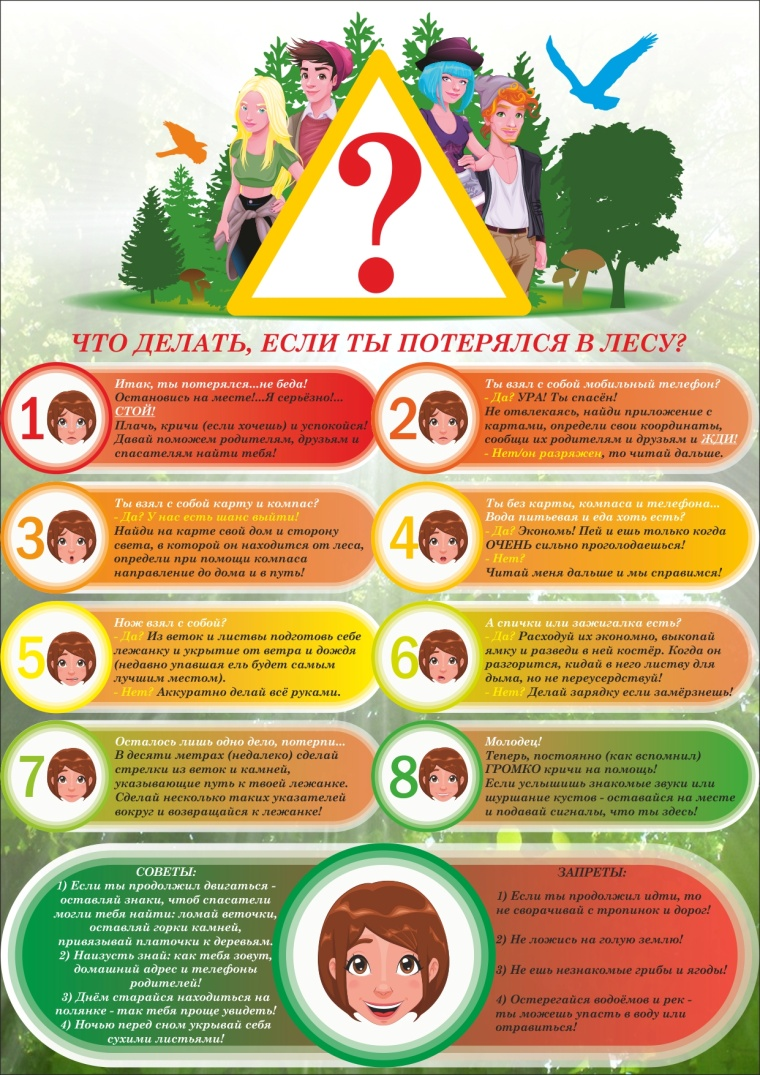 ?
ЧТО ДЕЛАТЬ, ЕСЛИ ТЫ ПОТЕРЯЛСЯ В ЛЕСУ?
1
Итак, ты потерялся...не беда!
Остановись на месте!...Я серьёзно!...
СТОЙ!
Плачь, кричи (если хочешь) и успокойся!
Давай поможем родителям, друзьям и
спасателям найти тебя!
2
Ты взял с собой мобильный телефон?
- Да? УРА! Ты спасён!
Не отвлекаясь, найди приложение с
картами, определи свои координаты,
сообщи их родителям и друзьям и ЖДИ!
- Нет/он разряжен, то читай дальше.
3
Ты взял с собой карту и компас?
- Да? У нас есть шанс выйти!
Найди на карте свой дом и сторону
света, в которой он находится от леса,
определи при помощи компаса
направление до дома и в путь!
4
Ты без карты, компаса и телефона...
Вода питьевая и еда хоть есть?
- Да? Экономь! Пей и ешь только когда
ОЧЕНЬ сильно проголодаешься!
- Нет?
Читай меня дальше и мы справимся!
5
Нож взял с собой?
- Да? Из веток и листвы подготовь себе
лежанку и укрытие от ветра и дождя
(недавно упавшая ель будет самым
лучшим местом).
- Нет? Аккуратно делай всё руками.
6
А спички или зажигалка есть?
- Да? Расходуй их экономно, выкопай
ямку и разведи в ней костёр. Когда он
разгорится, кидай в него листву для
дыма, но не переусердствуй!
- Нет? Делай зарядку если замёрзнешь!
7
Осталось лишь одно дело, потерпи...
В десяти метрах (недалеко) сделай
стрелки из веток и камней,
указывающие путь к твоей лежанке.
Сделай несколько таких указателей
вокруг и возвращайся к лежанке!
8
Молодец!
Теперь, постоянно (как вспомнил)
ГРОМКО кричи на помощь!
Если услышишь знакомые звуки или
шуршание кустов - оставайся на месте
и подавай сигналы, что ты здесь!
СОВЕТЫ:
1) Если ты продолжил двигаться -
оставляй знаки, чтоб спасатели
могли тебя найти: ломай веточки,
оставляй горки камней,
привязывай платочки к деревьям.
2) Наизусть знай: как тебя зовут,
домашний адрес и телефоны
родителей!
3) Днём старайся находиться на
полянке - так тебя проще увидеть!
4) Ночью перед сном укрывай себя
сухими листьями!
ЗАПРЕТЫ:
1) Если ты продолжил идти, то
не сворачивай с тропинок и дорог!
2) Не ложись на голую землю!
3) Не ешь незнакомые грибы и ягоды!
4) Остерегайся водоёмов и рек -
ты можешь упасть в воду или
отравиться!